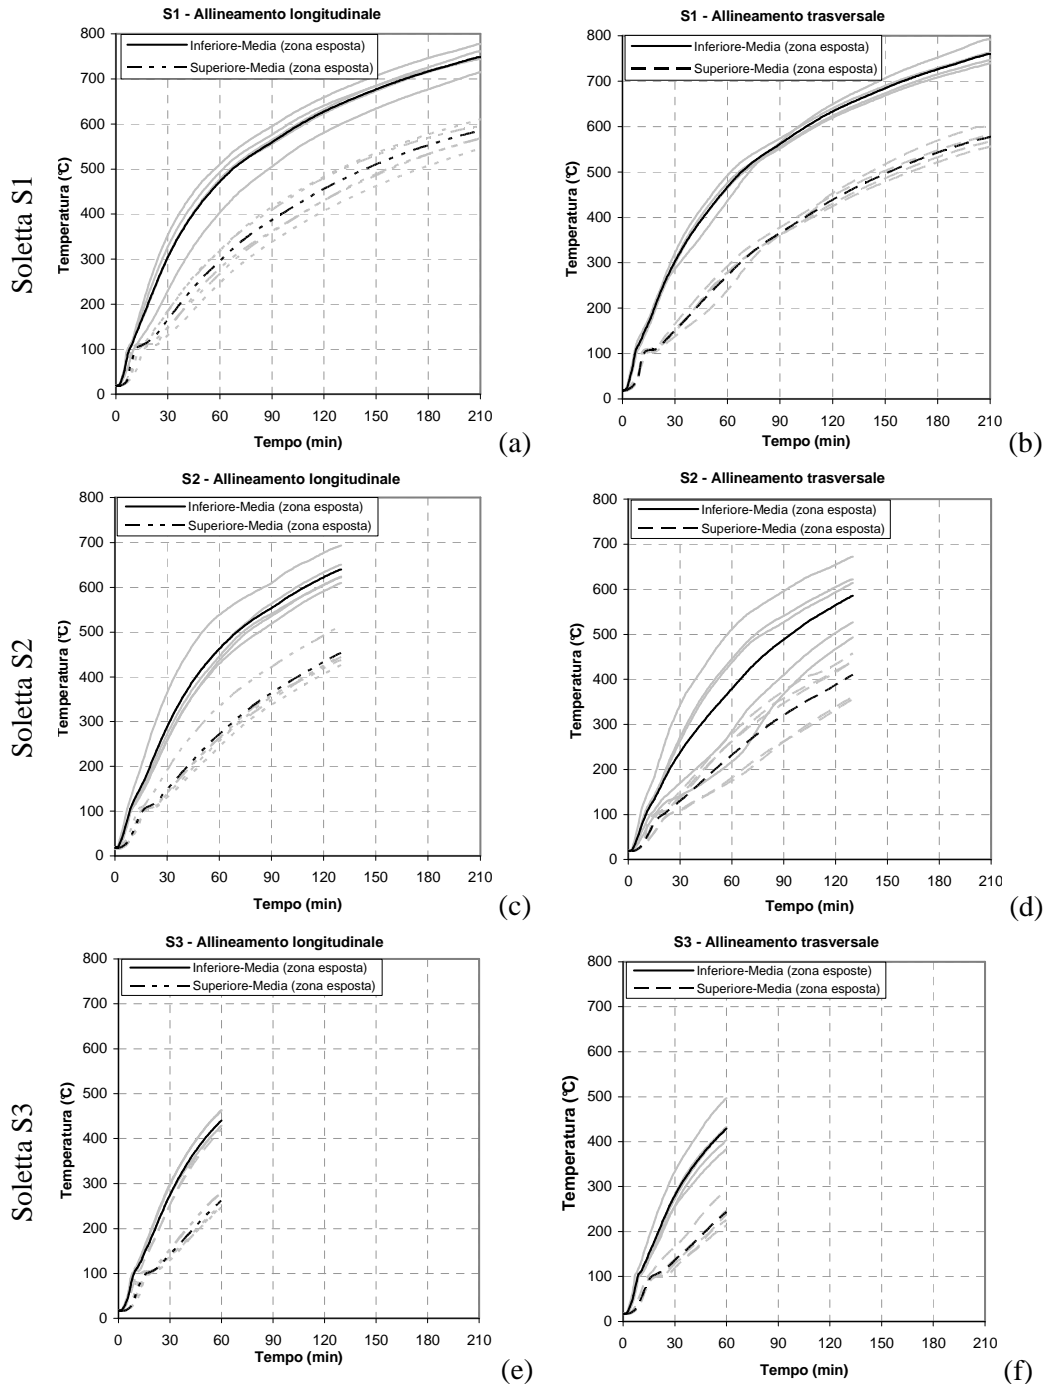 S1 - Allineamento longitudinale
Inferiore-Media (zona esposta)
Superiore-Media (zona esposta)
Temperatura (°C)
800
700
600
500
400
300
200
100
0
0 30 60 90 120 150 180 210
Tempo (min)
(a)
S1 - Allineamento trasversale
Inferiore-Media (zona esposta)
Superiore-Media (zona esposta)
Temperatura (°C)
800
700
600
500
400
300
200
100
0
0 30 60 90 120 150 180 210
Tempo (min)
(b)
Soletta S1
S2 - Allineamento longitudinale
Inferiore-Media (zona esposta)
Superiore-Media (zona esposta)
Temperatura (°C)
800
700
600
500
400
300
200
100
0
0 30 60 90 120 150 180 210
Tempo (min)
(c)
S2 - Allineamento trasversale
Inferiore-Media (zona esposta)
Superiore-Media (zona esposta)
Temperatura (°C)
800
700
600
500
400
300
200
100
0
0 30 60 90 120 150 180 210
Tempo (min)
(d)
Soletta S2
S3 - Allineamento longitudinale
Inferiore-Media (zona esposta)
Superiore-Media (zona esposta)
Temperatura (°C)
800
700
600
500
400
300
200
100
0
0 30 60 90 120 150 180 210
Tempo (min)
(e)
S3 - Allineamento trasversale
Inferiore-Media (zona esposte)
Superiore-Media (zona esposta)
Temperatura (°C)
800
700
600
500
400
300
200
100
0
0 30 60 90 120 150 180 210
Tempo (min)
(f)
Soletta S3